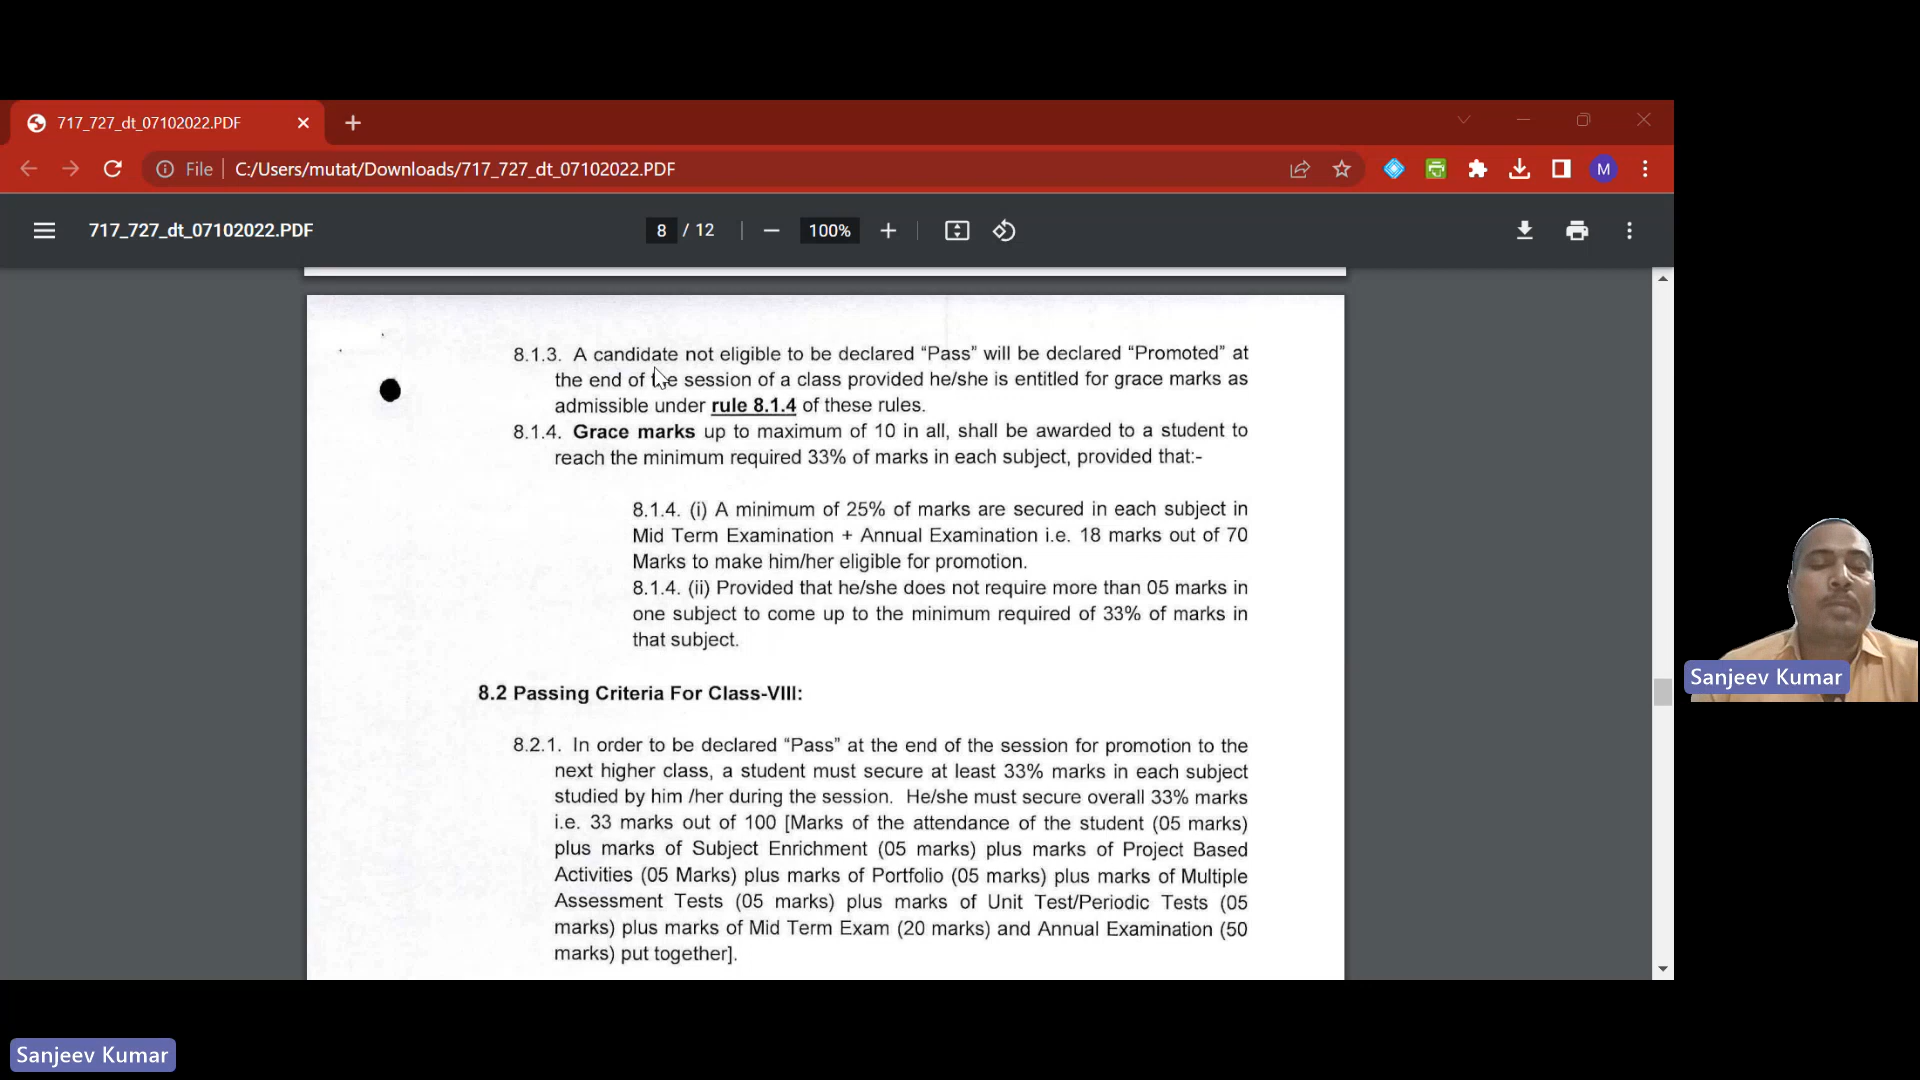 717_727_dt_07102022.PDF
File
C:/Users/mutat/Downloads/717_727_dt_07102022.PDF
M
717_727_dt_07102022.PDF
8 / 12
100%
8.1.3. A candidate not eligible to be declared “Pass” will be declared “Promoted” at
the end of the session of a class provided he/she is entitled for grace marks as
admissible under rule 8.1.4 of these rules.
8.1.4. Grace marks up to maximum of 10 in all, shall be awarded to a student to
reach the minimum required 33% of marks in each subject, provided that:-
8.1.4. (i) A minimum of 25% of marks are secured in each subject in
Mid Term Examination + Annual Examination i.e. 18 marks out of 70
Marks to make him/her eligible for promotion.
8.1.4. (ii) Provided that he/she does not require more than 05 marks in
one subject to come up to the minimum required of 33% of marks in
that subject.
8.2 Passing Criteria For Class-VIII:
8.2.1. In order to be declared “Pass” at the end of the session for promotion to the
next higher class, a student must secure at least 33% marks in each subject
studied by him /her during the session. He/she must secure overall 33% marks
i.e. 33 marks out of 100 [Marks of the attendance of the student (05 marks)
plus marks of Subject Enrichment (05 marks) plus marks of Project Based
Activities (05 Marks) plus marks of Portfolio (05 marks) plus marks of Multiple
Assessment Tests (05 marks) plus marks of Unit Test/Periodic Tests (05
marks) plus marks of Mid Term Exam (20 marks) and Annual Examination (50
marks) put together].
Sanjeev Kumar
Sanjeev Kumar